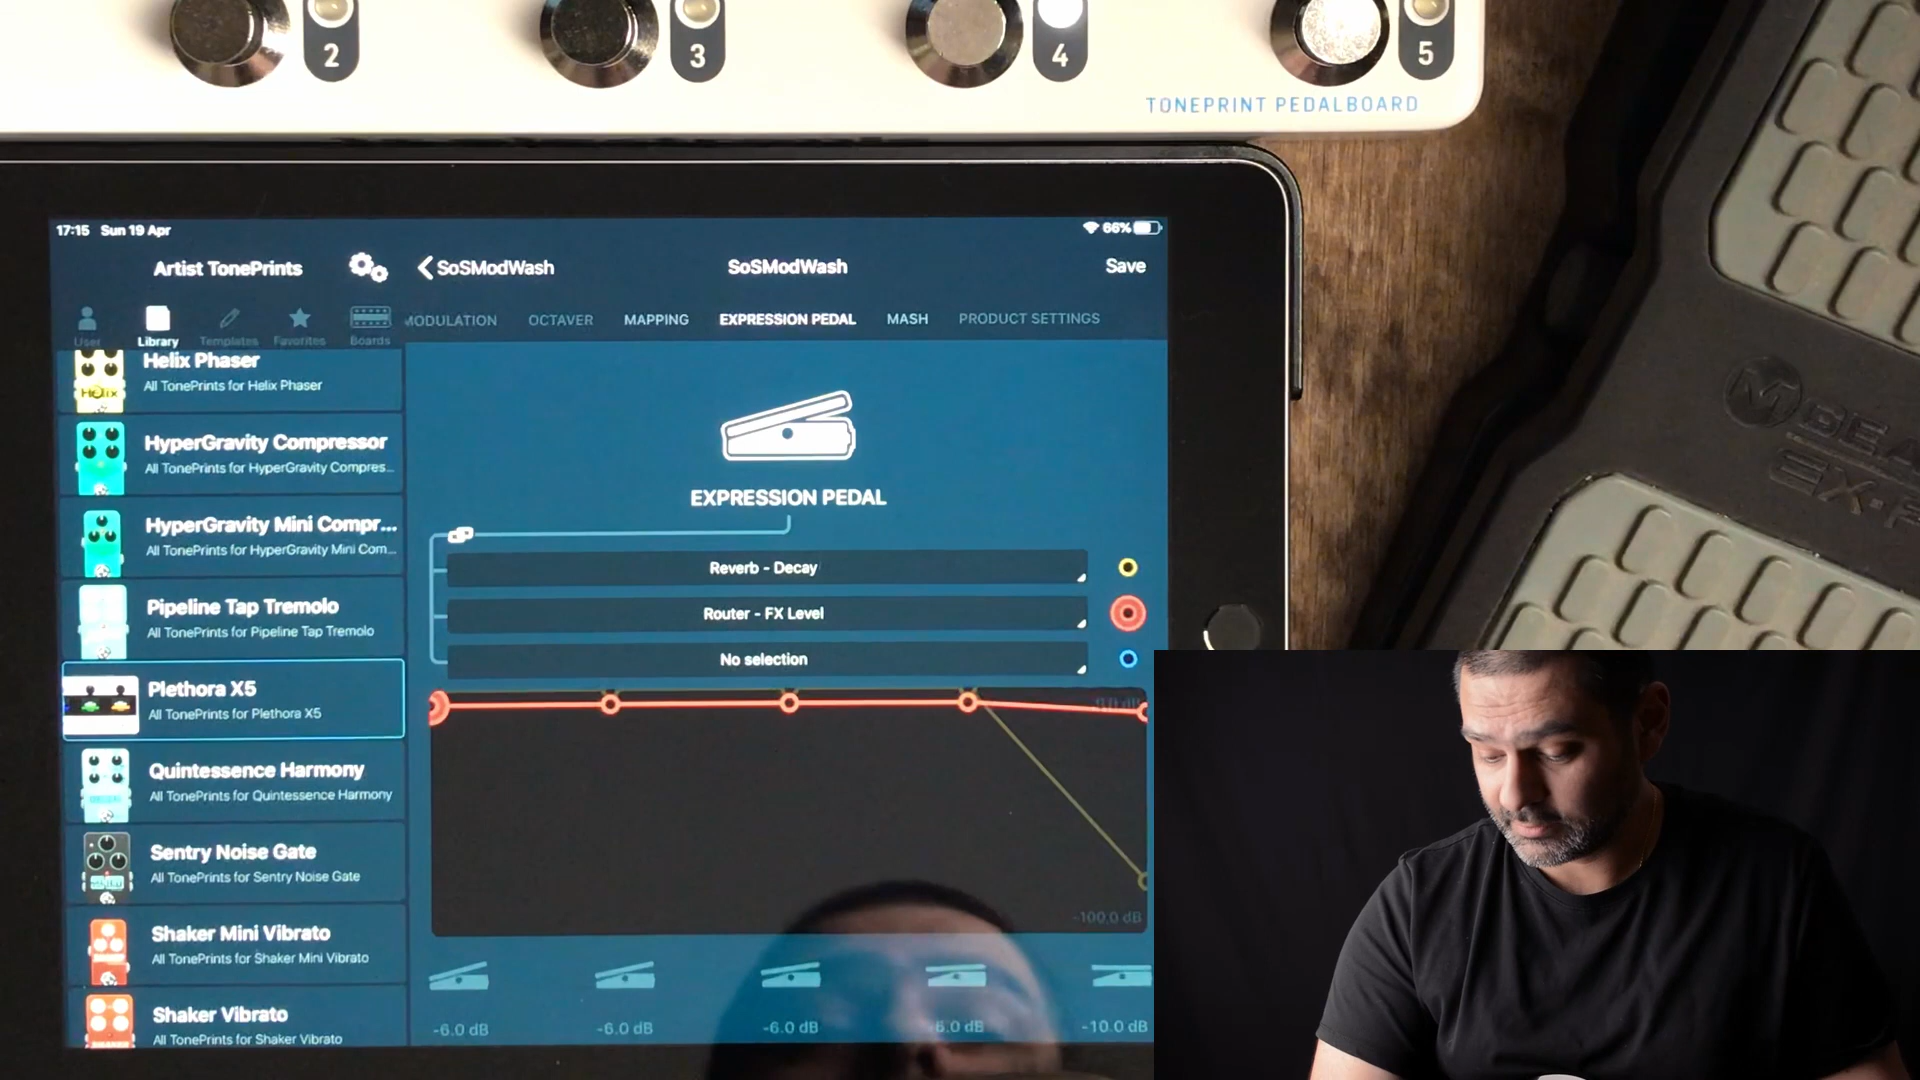 2
3
4
5
TONEPRINT PEDALBOARD
17:15 Sun 19 Apr
66%
Artist TonePrints
SoSModWash
SoSModWash
Save
User
Library
Templates
Favorites
Boards
MODULATION
OCTAVER
MAPPING
EXPRESSION PEDAL
MASH
PRODUCT SETTINGS
Helix Phaser
All TonePrints for Helix Phaser
HyperGravity Compressor
All TonePrints for HyperGravity Compres...
HyperGravity Mini Compr...
All TonePrints for HyperGravity Mini Com...
Pipeline Tap Tremolo
All TonePrints for Pipeline Tap Tremolo
Plethora X5
All TonePrints for Plethora X5
Quintessence Harmony
All TonePrints for Quintessence Harmony
Sentry Noise Gate
All TonePrints for Sentry Noise Gate
Shaker Mini Vibrato
All TonePrints for Shaker Mini Vibrato
Shaker Vibrato
All TonePrints for Shaker Vibrato
EXPRESSION PEDAL
Reverb - Decay
Router - FX Level
No selection
-100.0 dB
-6.0 dB
-6.0 dB
-6.0 dB
-6.0 dB
-10.0 dB